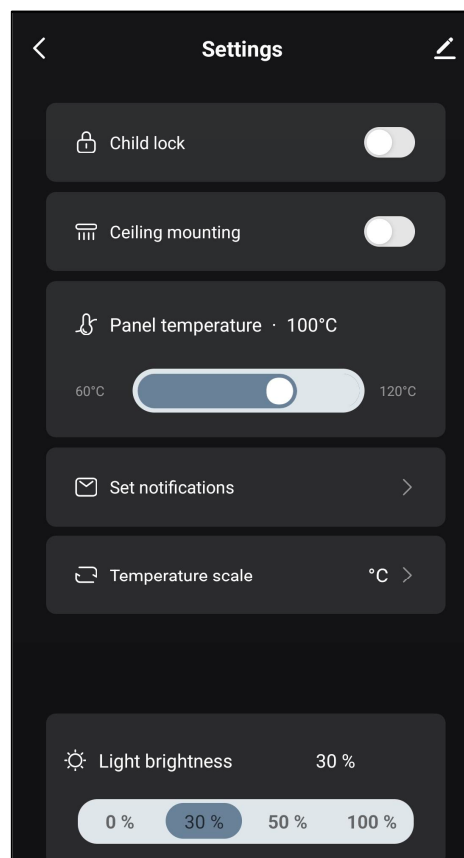 Settings
Child lock
Ceiling mounting
Panel temperature · 100°C
60°C 120°C
Set notifications
Temperature scale °C
Light brightness 30 %
0 % 30 % 50 % 100 %